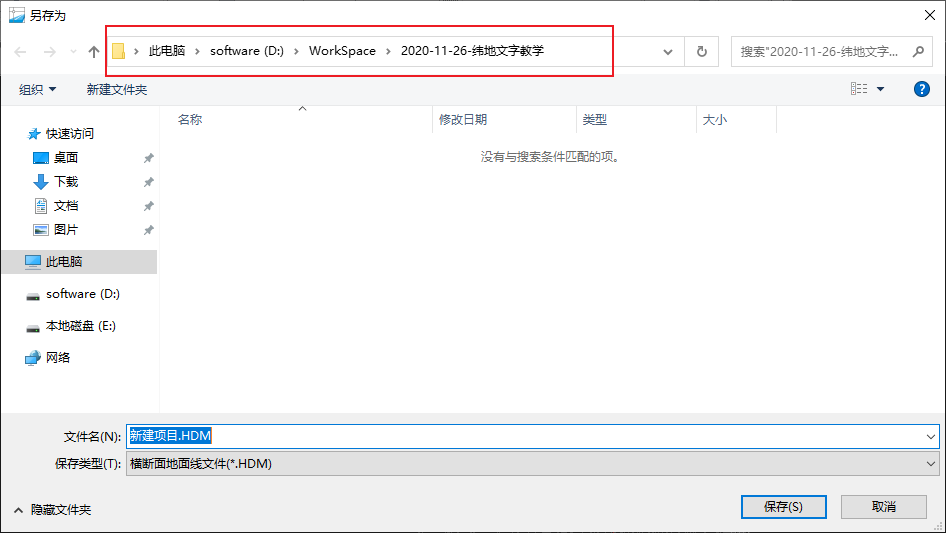 另存为
此电脑 › software (D:) › WorkSpace › 2020-11-26-纬地文字教学
搜索"2020-11-26-纬地文字...
组织
新建文件夹
名称 修改日期 类型 大小
没有与搜索条件匹配的项。
快速访问
桌面
下载
文档
图片
此电脑
software (D:)
本地磁盘 (E:)
网络
文件名(N): 新建项目.HDM
保存类型(T): 横断面地面线文件(*.HDM)
隐藏文件夹
保存(S) 取消